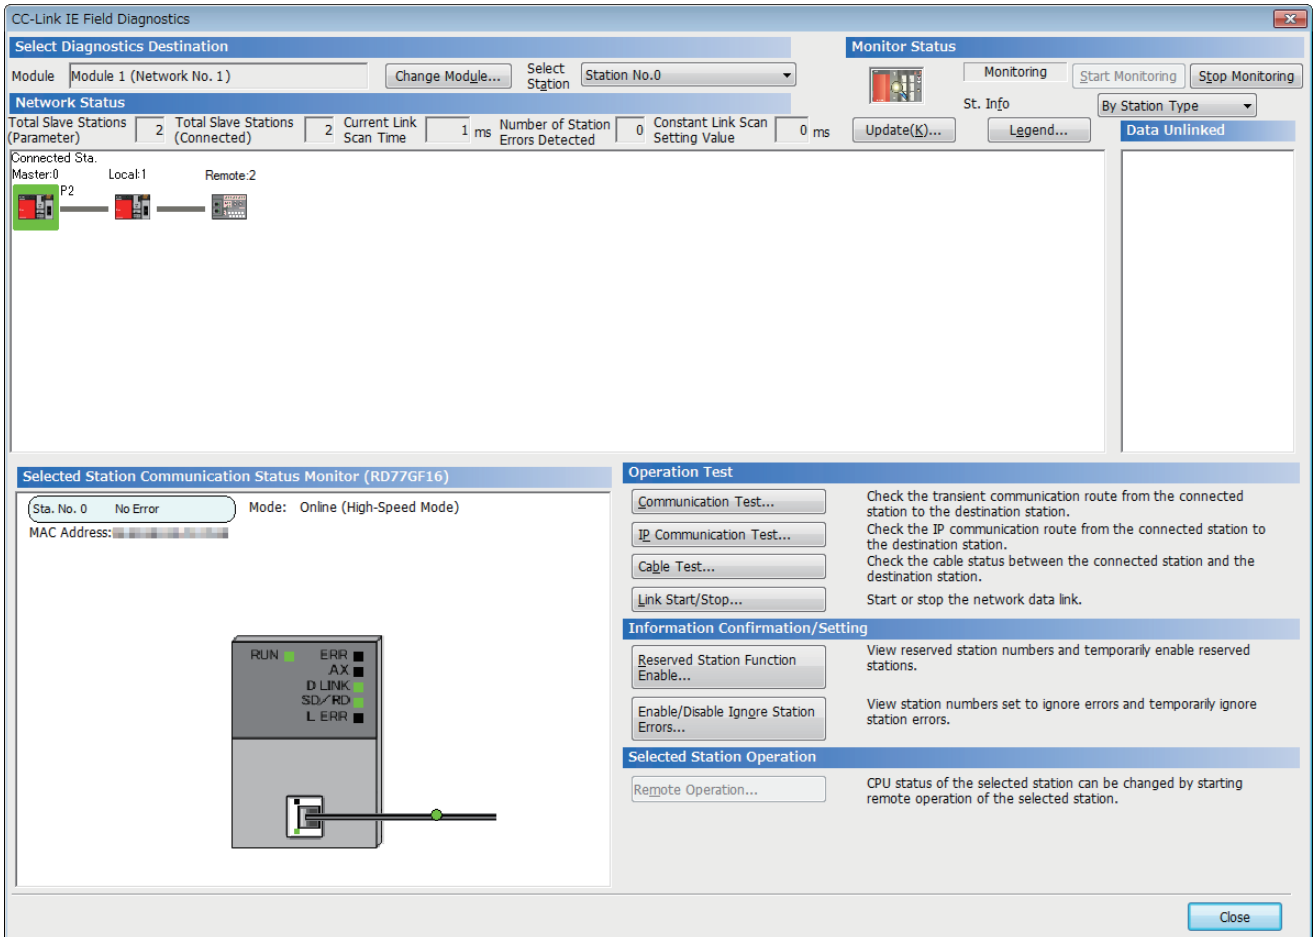 CC-Link IE Field Diagnostics
Select Diagnostics Destination
Module Module 1 (Network No. 1) Change Module... Select Station Station No.0
Monitor Status
Monitoring Start Monitoring Stop Monitoring
St. Info By Station Type
Update(K)... Legend...
Network Status
Total Slave Stations (Parameter) 2 Total Slave Stations (Connected) 2 Current Link Scan Time 1 ms Number of Station Errors Detected 0 Constant Link Scan Setting Value 0 ms
Data Unlinked
Connected Sta.
Master:0 Local:1 Remote:2
P2
Selected Station Communication Status Monitor (RD77GF16)
Sta. No. 0 No Error Mode: Online (High-Speed Mode)
MAC Address:
RUN ERR
AX
D LINK
SD/RD
L ERR
Operation Test
Communication Test... Check the transient communication route from the connected
station to the destination station.
IP Communication Test... Check the IP communication route from the connected station to
the destination station.
Cable Test... Check the cable status between the connected station and the
destination station.
Link Start/Stop... Start or stop the network data link.
Information Confirmation/Setting
Reserved Station Function
Enable...
View reserved station numbers and temporarily enable reserved
stations.
Enable/Disable Ignore Station
Errors...
View station numbers set to ignore errors and temporarily ignore
station errors.
Selected Station Operation
Remote Operation... CPU status of the selected station can be changed by starting
remote operation of the selected station.
Close